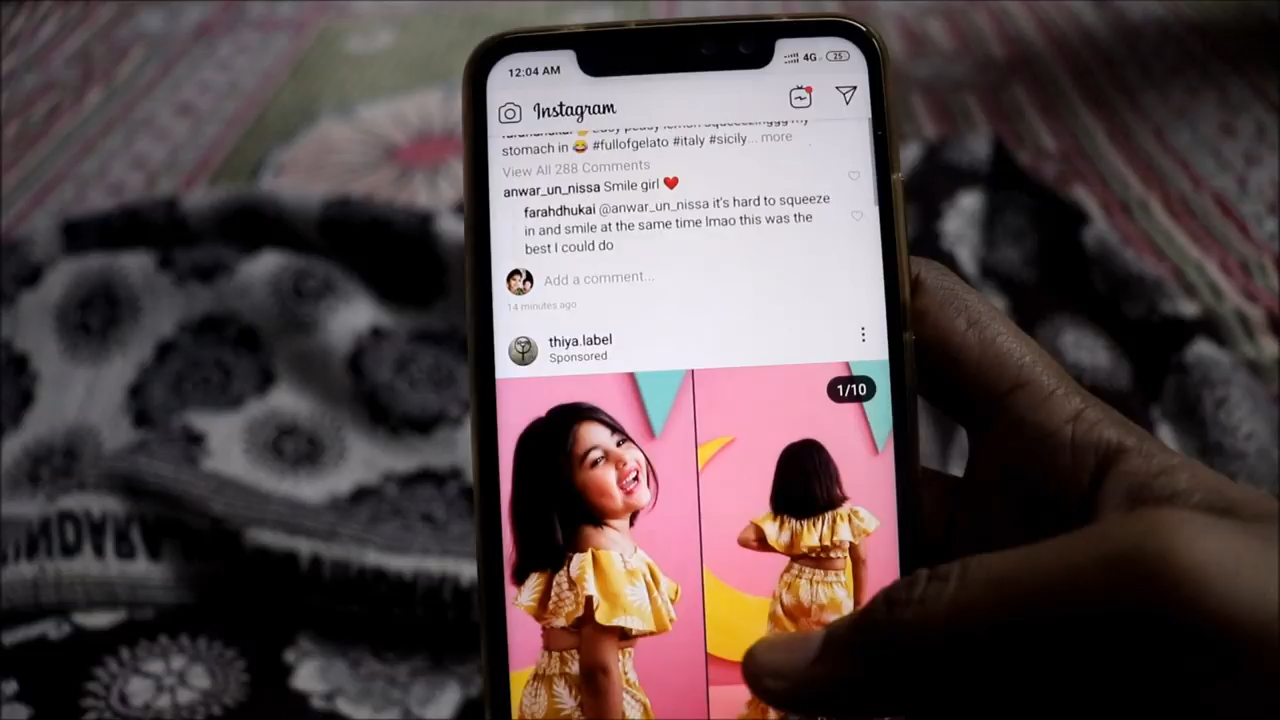 12:04 AM
4G 25
Instagram
stomach in 😂 #fullofgelato #italy #sicily... more
View All 288 Comments
anwar_un_nissa Smile girl ❤️
farahdhukai @anwar_un_nissa it's hard to squeeze
in and smile at the same time lmao this was the
best I could do
Add a comment...
14 minutes ago
thiya.label
Sponsored
1/10